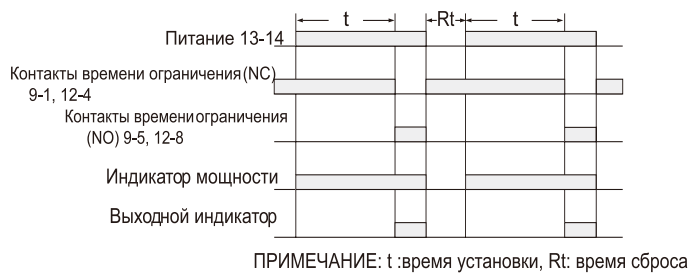 t Rt t
Питание 13-14
Контакты времени ограничения(NC)
9-1, 12-4
Контакты времени ограничения
(NO) 9-5, 12-8
Индикатор мощности
Выходной индикатор
ПРИМЕЧАНИЕ: t :время установки, Rt: время сброса